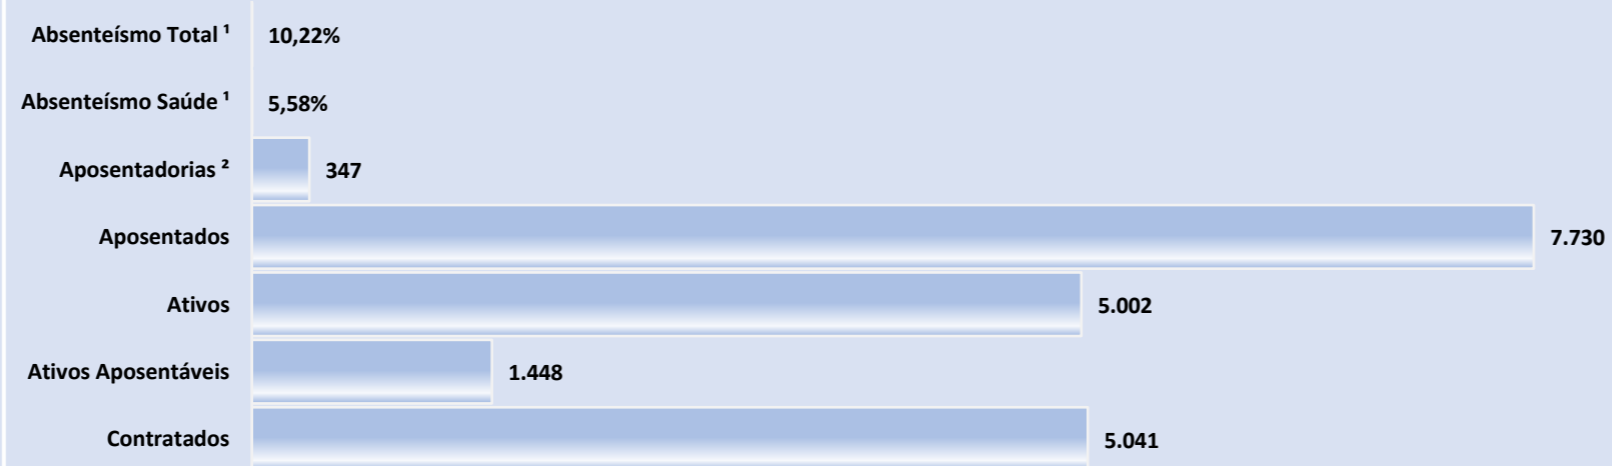 Absenteísmo Total ¹ 10,22%
Absenteísmo Saúde ¹ 5,58%
Aposentadorias ² 347
Aposentados 7.730
Ativos 5.002
Ativos Aposentáveis 1.448
Contratados 5.041